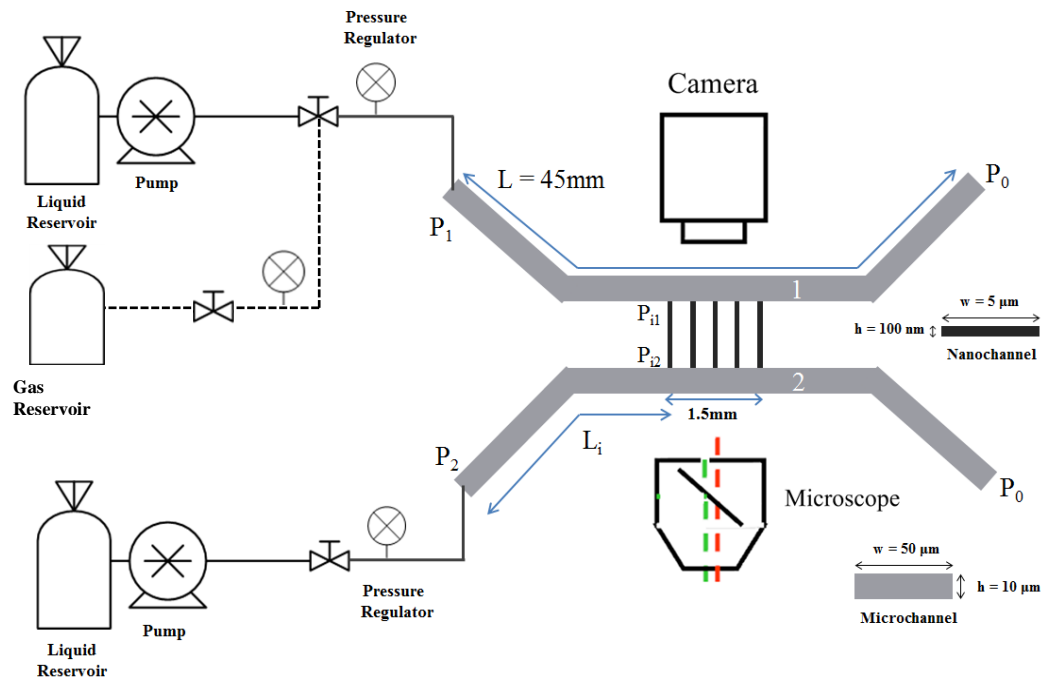 Pressure
Regulator
Camera
Pump
Liquid
Reservoir
L = 45mm
P₀
P₁
1
w = 5 μm
Pᵢ₁
h = 100 nm
Nanochannel
Pᵢ₂
Gas
Reservoir
2
1.5mm
Lᵢ
P₂
P₀
Microscope
w = 50 μm
h = 10 μm
Microchannel
Pressure
Regulator
Pump
Liquid
Reservoir